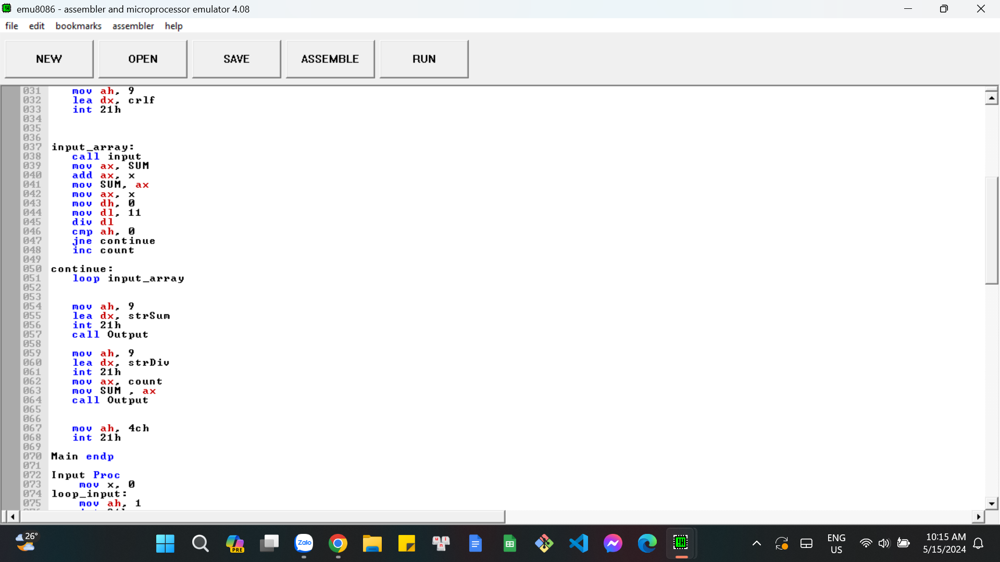 emu8086 - assembler and microprocessor emulator 4.08
file edit bookmarks assembler help
NEW OPEN SAVE ASSEMBLE RUN
031 mov ah, 9
032 lea dx, crlf
033 int 21h
034
035
036
037 input_array:
038 call input
039 mov ax, SUM
040 add ax, x
041 mov SUM, ax
042 mov ax, x
043 mov dh, 0
044 mov dl, 11
045 div dl
046 cmp ah, 0
047 jne continue
048 inc count
049
050 continue:
051 loop input_array
052
053
054 mov ah, 9
055 lea dx, strSum
056 int 21h
057 call Output
058
059 mov ah, 9
060 lea dx, strDiv
061 int 21h
062 mov ax, count
063 mov SUM , ax
064 call Output
065
066
067 mov ah, 4ch
068 int 21h
069
070 Main endp
071
072 Input Proc
073 mov x, 0
074 loop_input:
075 mov ah, 1
26°
PRE
Zalo
ENG
US
10:15 AM
5/15/2024